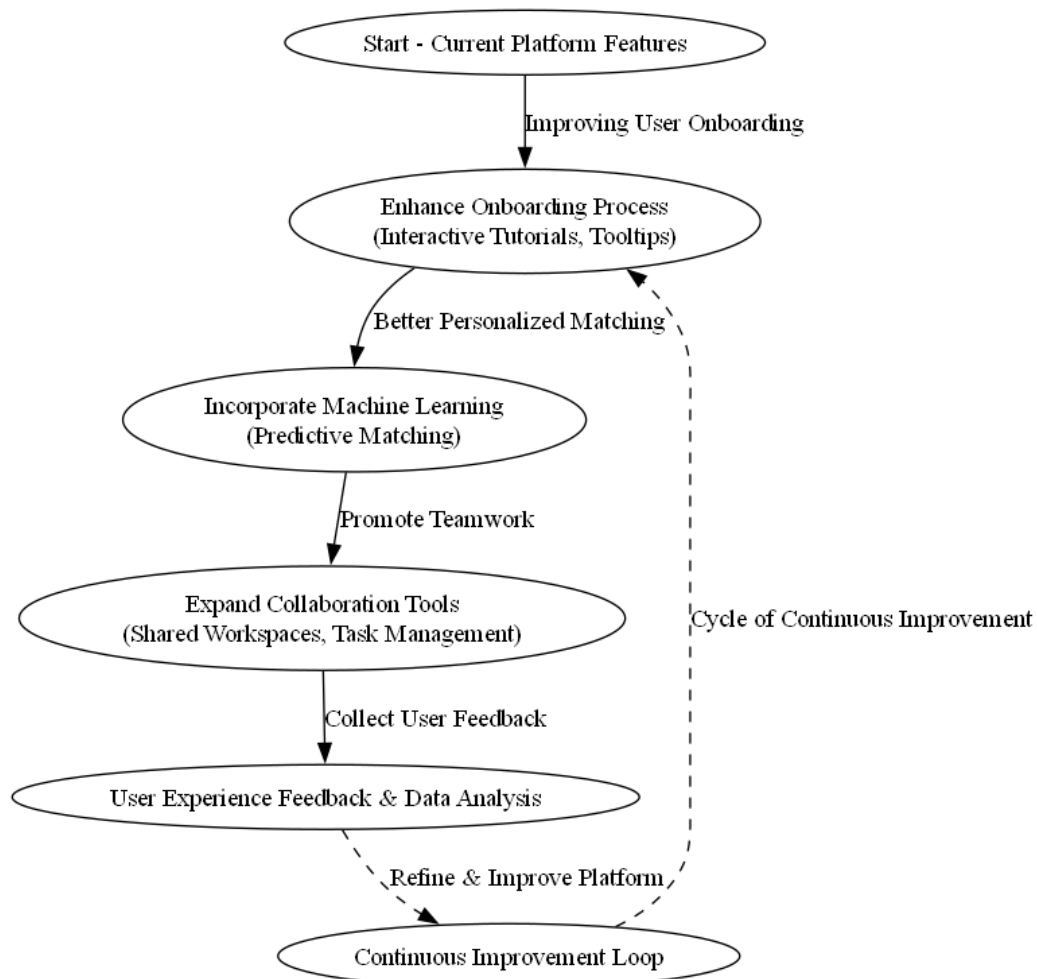 Start - Current Platform Features
Improving User Onboarding
Enhance Onboarding Process
(Interactive Tutorials, Tooltips)
Better Personalized Matching
Incorporate Machine Learning
(Predictive Matching)
Promote Teamwork
Expand Collaboration Tools
(Shared Workspaces, Task Management)
Cycle of Continuous Improvement
Collect User Feedback
User Experience Feedback & Data Analysis
Refine & Improve Platform
Continuous Improvement Loop